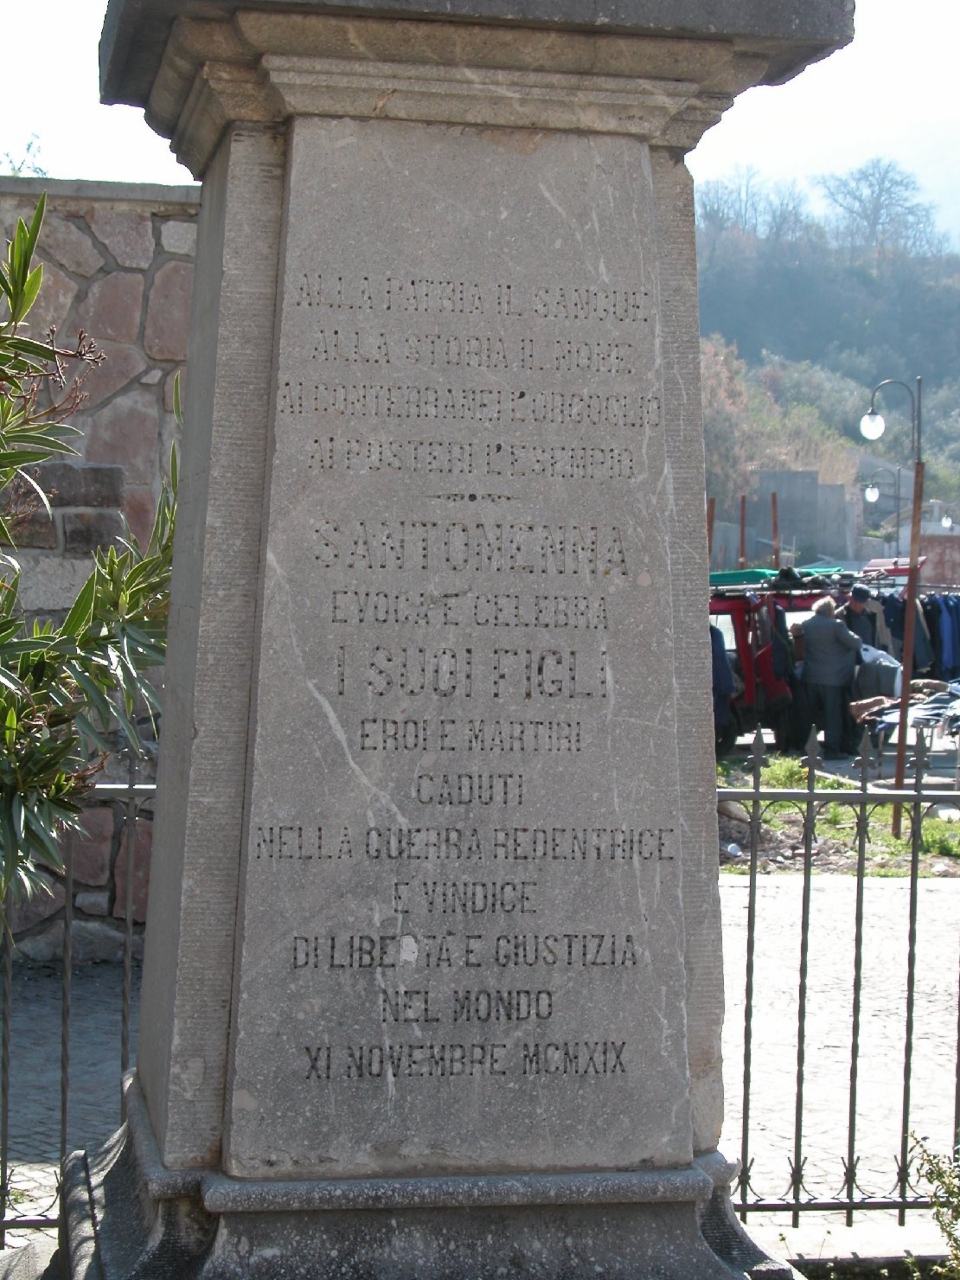 ALLA PATRIA IL SANGUE
ALLA STORIA IL NOME
AI CONTERRANEI L'ORGOGLIO
AI POSTERI L'ESEMPIO
SANTOMENNA
EVOCA E CELEBRA
I SUOI FIGLI
EROI E MARTIRI
CADUTI
NELLA GUERRA REDENTRICE
E VINDICE
DI LIBERTÀ E GIUSTIZIA
NEL MONDO
XI NOVEMBRE MCMXIX